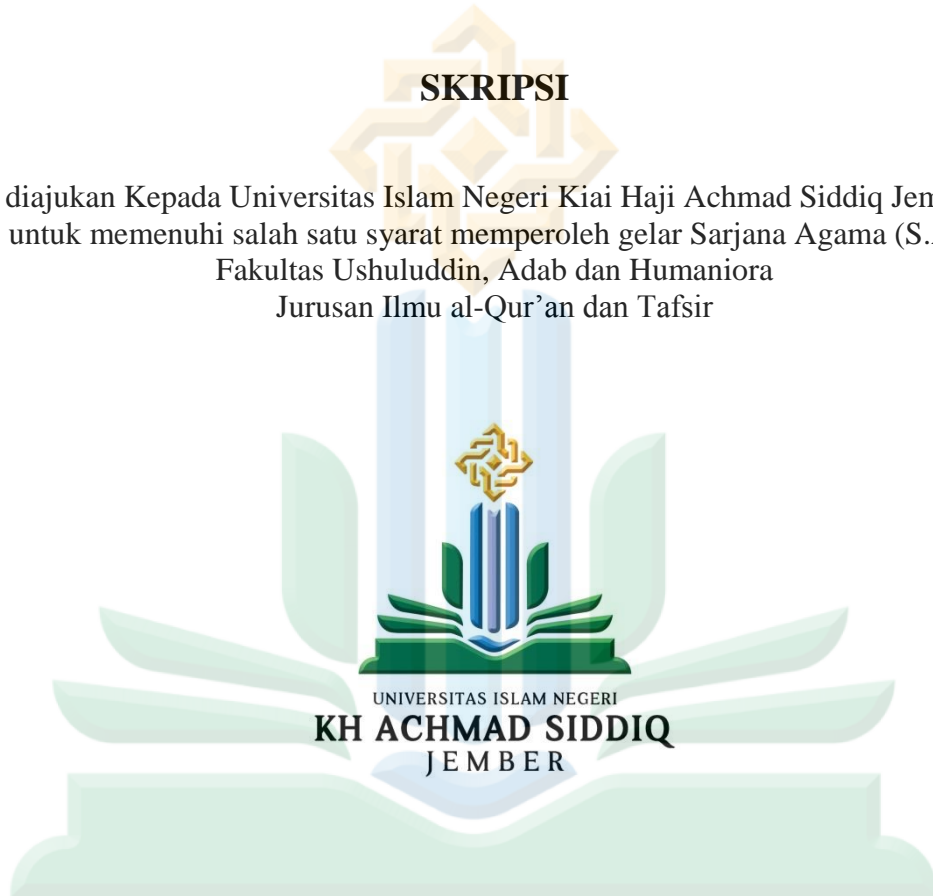 SKRIPSI
diajukan Kepada Universitas Islam Negeri Kiai Haji Achmad Siddiq
untuk memenuhi salah satu syarat memperoleh gelar Sarjana Agama
Fakultas Ushuluddin, Adab dan Humaniora
Jurusan Ilmu al-Qur’an dan Tafsir
UNIVERSITAS ISLAM NEGERI
KH ACHMAD SIDDIQ
JEMBER